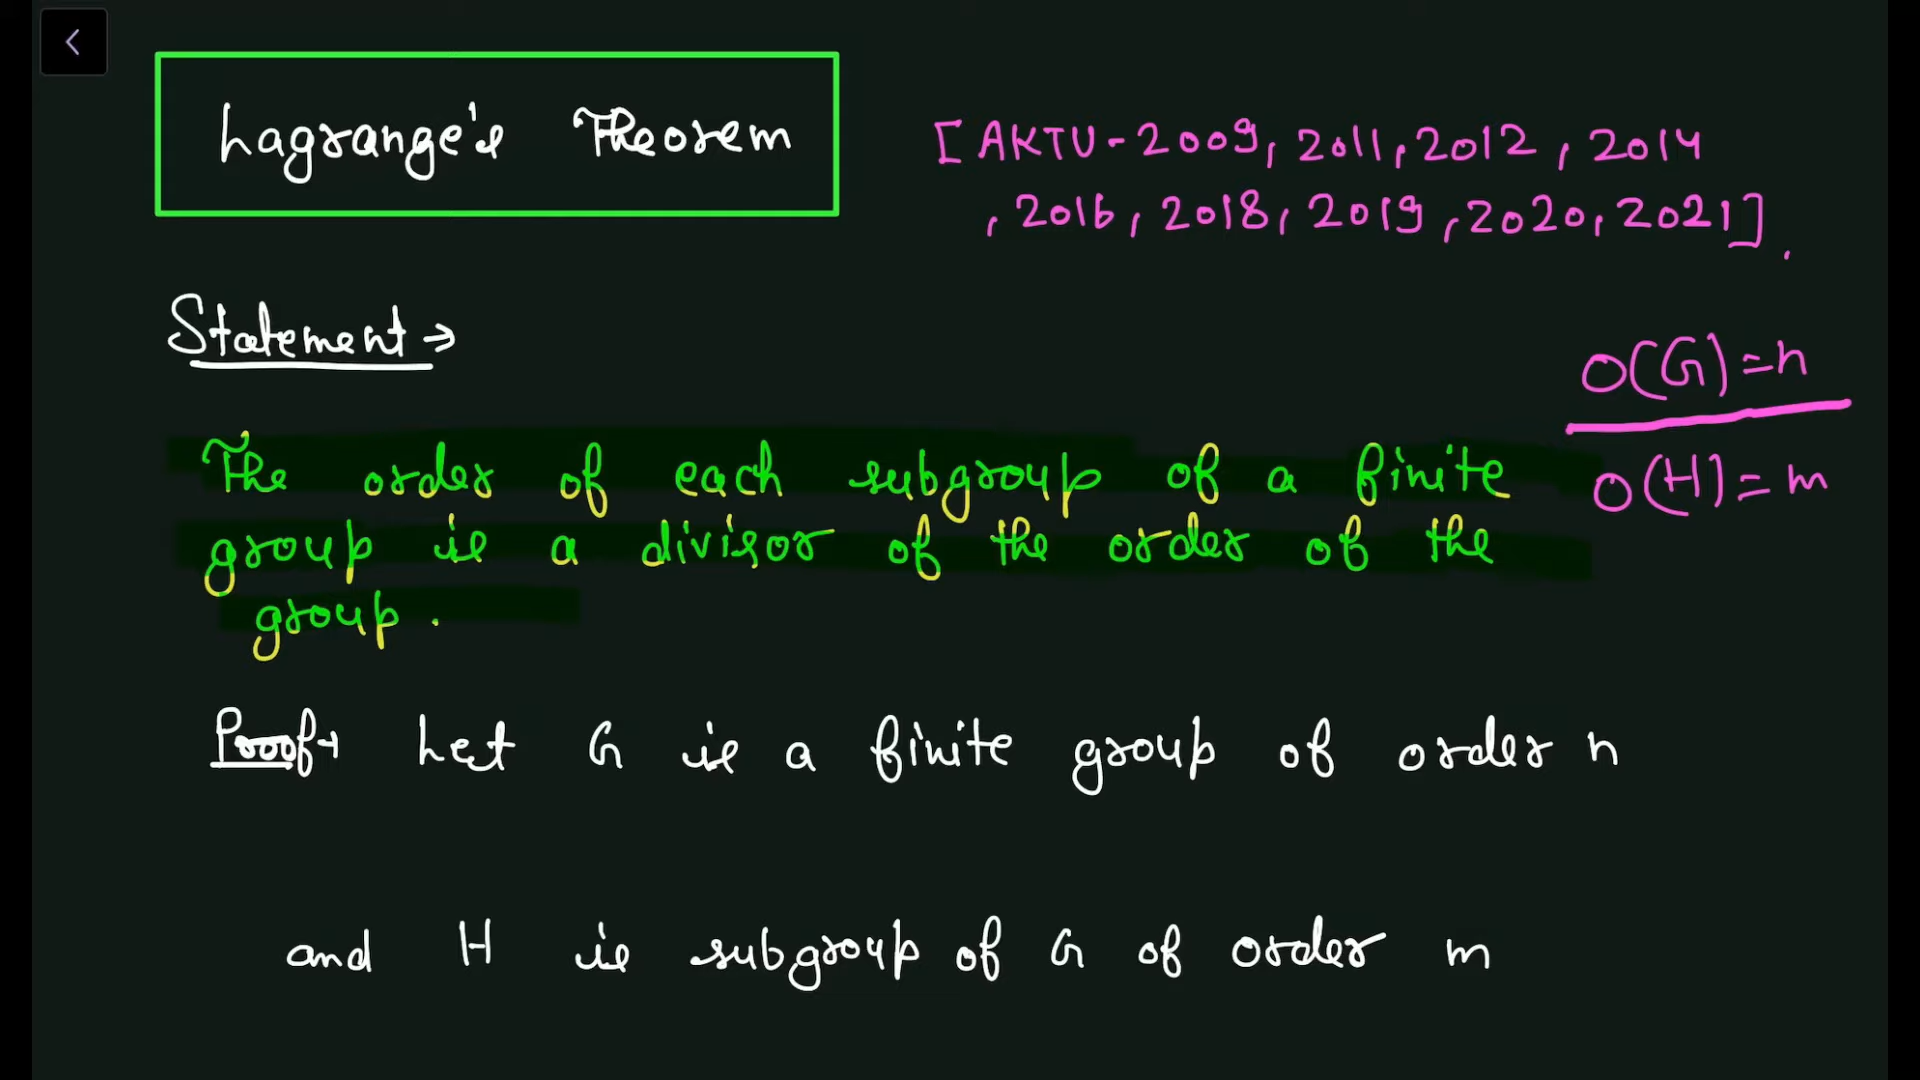 Lagrange's Theorem
[AKTU-2009, 2011, 2012, 2014
, 2016, 2018, 2019, 2020, 2021].
Statement →
O(G)=n
O(H)=m
The order of each subgroup of a finite
group is a divisor of the order of the
group.
Proof→ Let G is a finite group of order n
and H is subgroup of G of order m